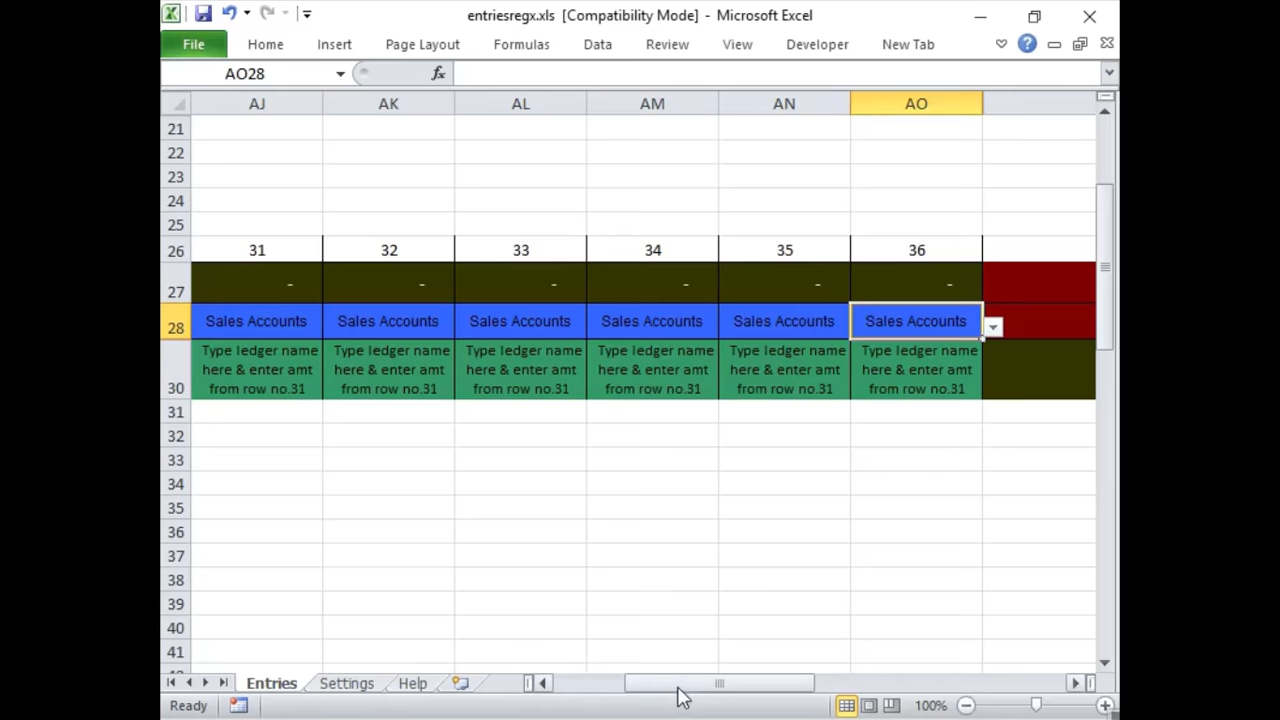 entriesregx.xls [Compatibility Mode] - Microsoft Excel
File Home Insert Page Layout Formulas Data Review View Developer New Tab
AO28 fx
AJ AK AL AM AN AO
21
22
23
24
25
26 31 32 33 34 35 36
27 - - - - - -
28 Sales Accounts Sales Accounts Sales Accounts Sales Accounts Sales Accounts Sales Accounts
Type ledger name Type ledger name Type ledger name Type ledger name Type ledger name Type ledger name
here & enter amt here & enter amt here & enter amt here & enter amt here & enter amt here & enter amt
30 from row no.31 from row no.31 from row no.31 from row no.31 from row no.31 from row no.31
31
32
33
34
35
36
37
38
39
40
41
Entries Settings Help
Ready 100%